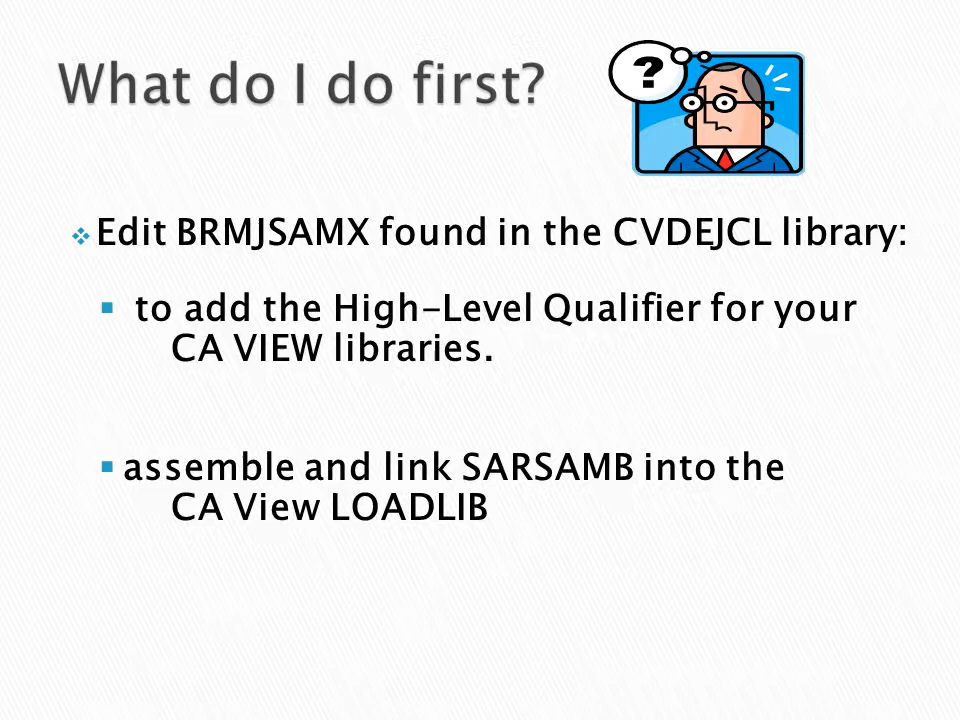 What do I do first?
?
Edit BRMJSAMX found in the CVDEJCL library:
to add the High-Level Qualifier for your
CA VIEW libraries.
assemble and link SARSAMB into the
CA View LOADLIB